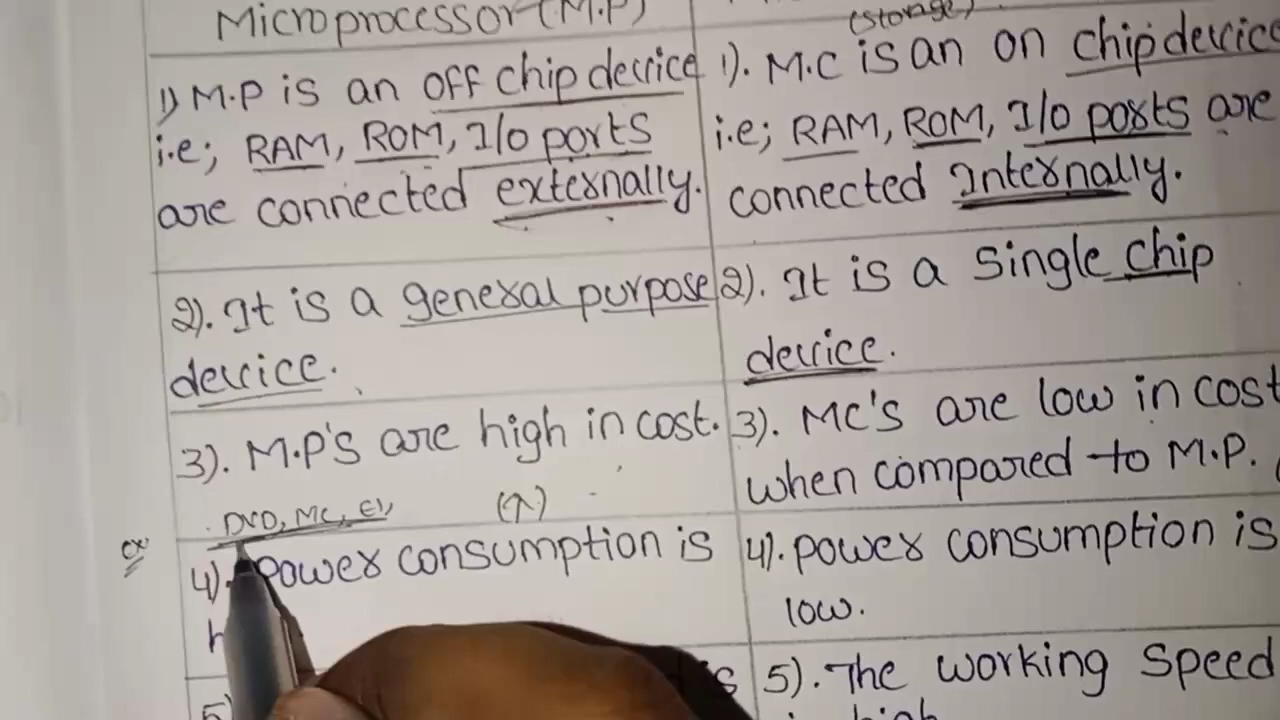 Microprocessor (M.P)
(storage)
1) M.P is an off chip device
i.e; RAM, ROM, I/O ports
are connected externally.
2). It is a general purpose
device.
3). M.P's are high in cost.
DVD, MC,
ex
4). Power consumption is
h
5)
1). M.C is an on chip device
i.e; RAM, ROM, I/O ports are
connected Internally.
2). It is a single chip
device.
3). MC's are low in cost
when compared to M.P.
4). power consumption is
low.
5). The working speed
high